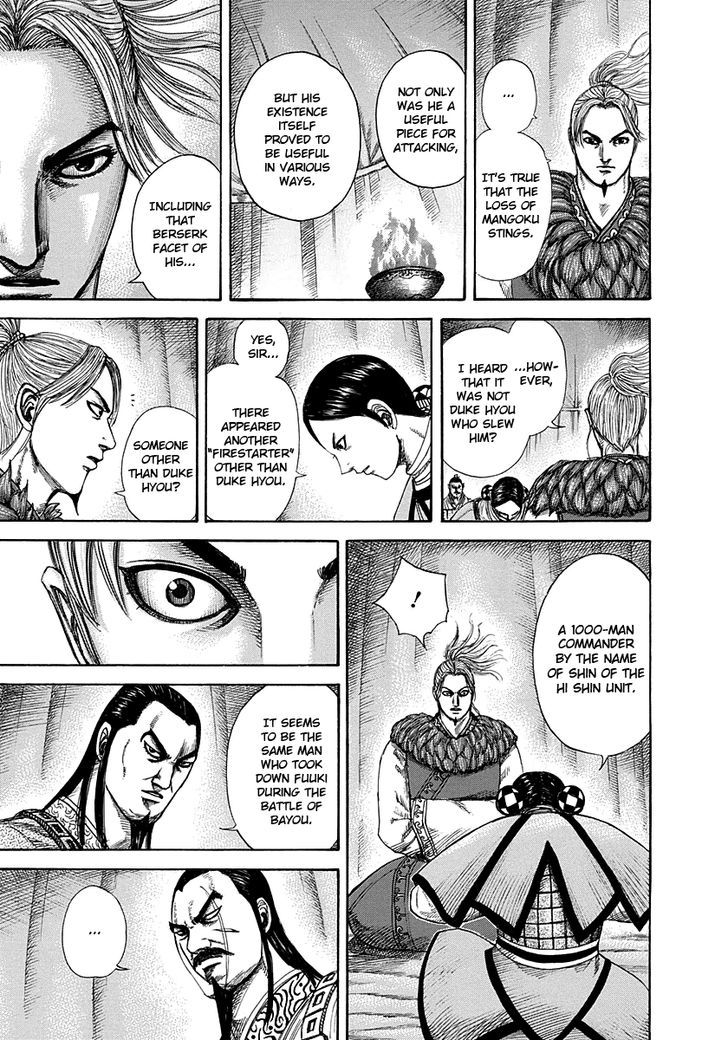 ...
IT'S TRUE
THAT THE
LOSS OF
MANGOKU
STINGS.
NOT ONLY
WAS HE A
USEFUL
PIECE FOR
ATTACKING,
BUT HIS
EXISTENCE
ITSELF
PROVED TO
BE USEFUL
IN VARIOUS
WAYS.
INCLUDING
THAT
BERSERK
FACET OF
HIS...
...HOW-
EVER,
I HEARD
THAT IT
WAS NOT
DUKE HYOU
WHO SLEW
HIM?
YES,
SIR...
THERE
APPEARED
ANOTHER
"FIRESTARTER"
OTHER THAN
DUKE HYOU.
SOMEONE
OTHER
THAN DUKE
HYOU?
A 1000-MAN
COMMANDER
BY THE NAME
OF SHIN OF THE
HI SHIN UNIT.
!
IT SEEMS
TO BE THE
SAME MAN
WHO TOOK
DOWN FUUKI
DURING THE
BATTLE OF
BAYOU.
...